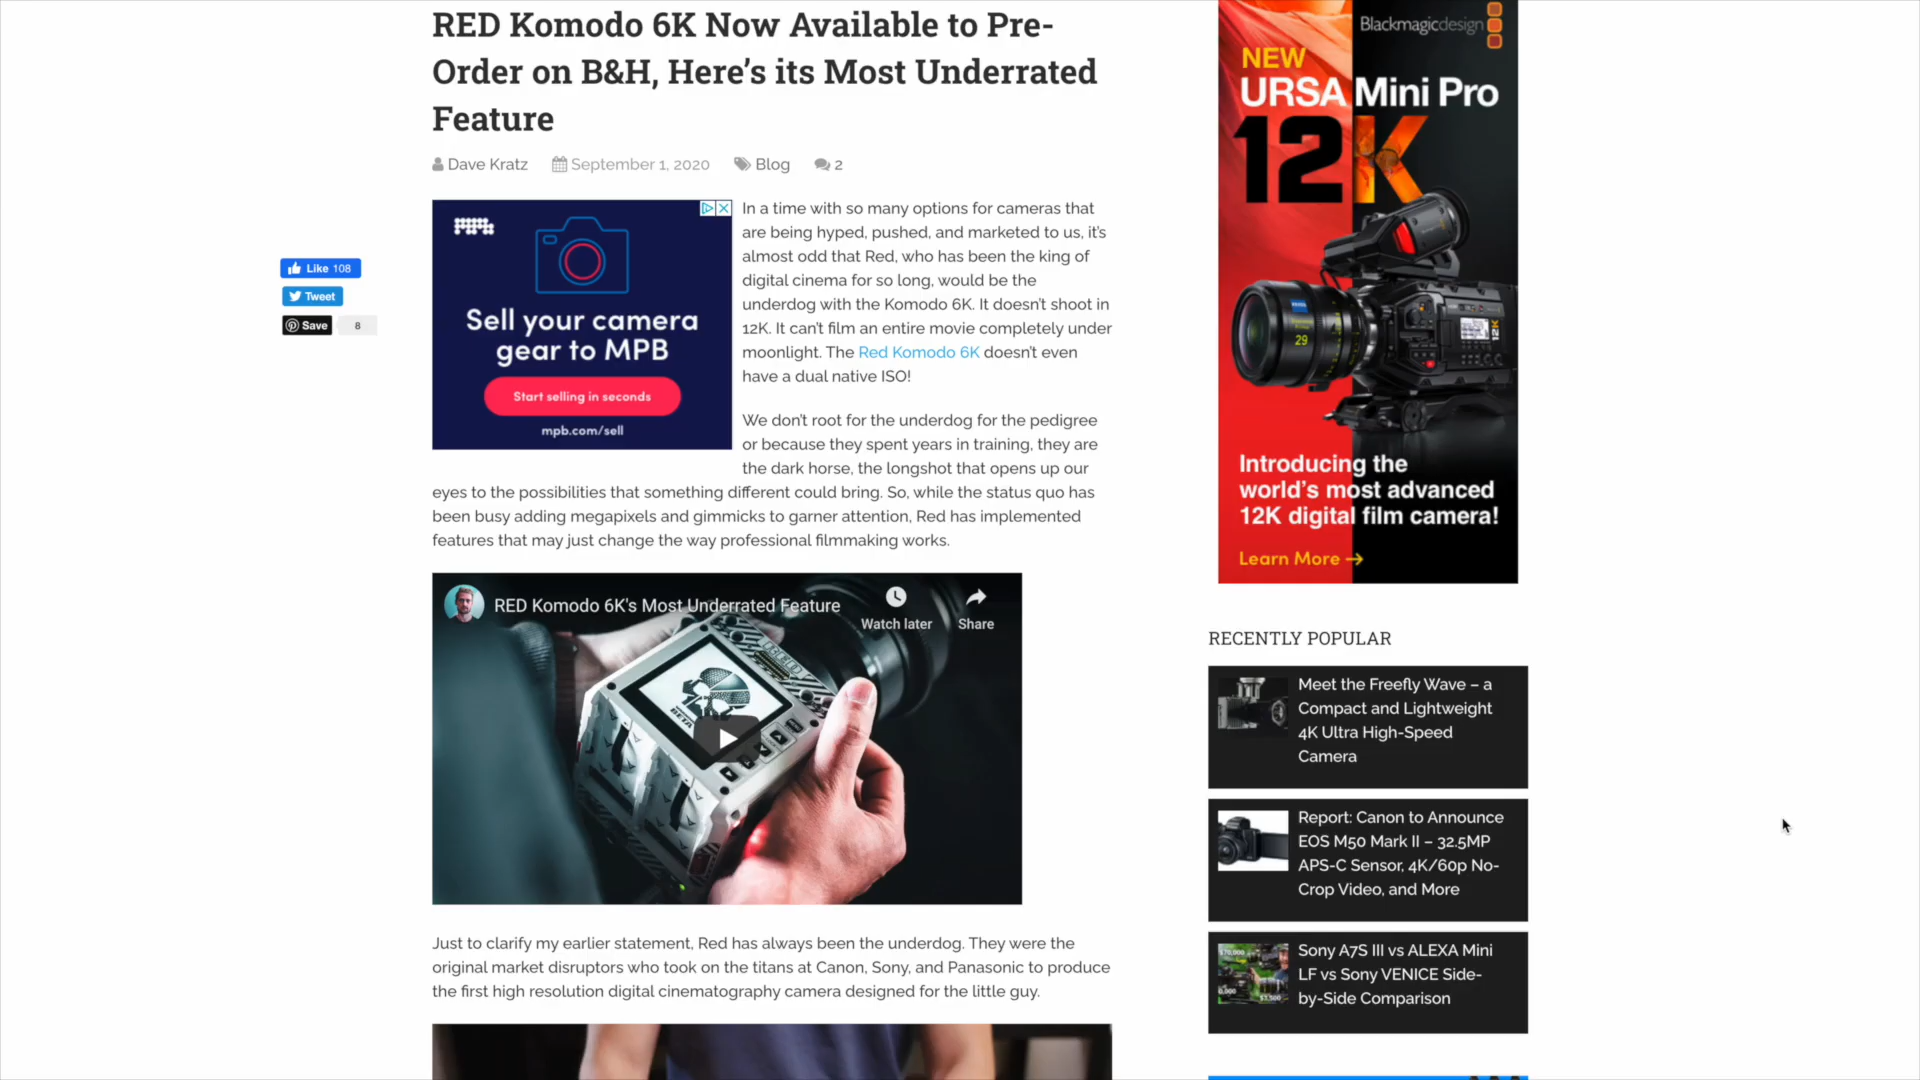 RED Komodo 6K Now Available to Pre-
Order on B&H, Here's its Most Underrated
Feature
Dave Kratz September 1, 2020 Blog 2
Like 108
Tweet
Save 8
Sell your camera
gear to MPB
Start selling in seconds
mpb.com/sell
In a time with so many options for cameras that
are being hyped, pushed, and marketed to us, it's
almost odd that Red, who has been the king of
digital cinema for so long, would be the
underdog with the Komodo 6K. It doesn't shoot in
12K. It can't film an entire movie completely under
moonlight. The Red Komodo 6K doesn't even
have a dual native ISO!
We don't root for the underdog for the pedigree
or because they spent years in training, they are
the dark horse, the longshot that opens up our
eyes to the possibilities that something different could bring. So, while the status quo has
been busy adding megapixels and gimmicks to garner attention, Red has implemented
features that may just change the way professional filmmaking works.
RED Komodo 6K's Most Underrated Feature
Watch later
Share
RED
BETA
Just to clarify my earlier statement, Red has always been the underdog. They were the
original market disruptors who took on the titans at Canon, Sony, and Panasonic to produce
the first high resolution digital cinematography camera designed for the little guy.
Blackmagicdesign
NEW
URSA Mini Pro
12K
29
12K
Introducing the
world's most advanced
12K digital film camera!
Learn More →
RECENTLY POPULAR
Meet the Freefly Wave – a
Compact and Lightweight
4K Ultra High-Speed
Camera
Report: Canon to Announce
EOS M50 Mark II – 32.5MP
APS-C Sensor, 4K/60p No-
Crop Video, and More
Sony A7S III vs ALEXA Mini
LF vs Sony VENICE Side-
by-Side Comparison